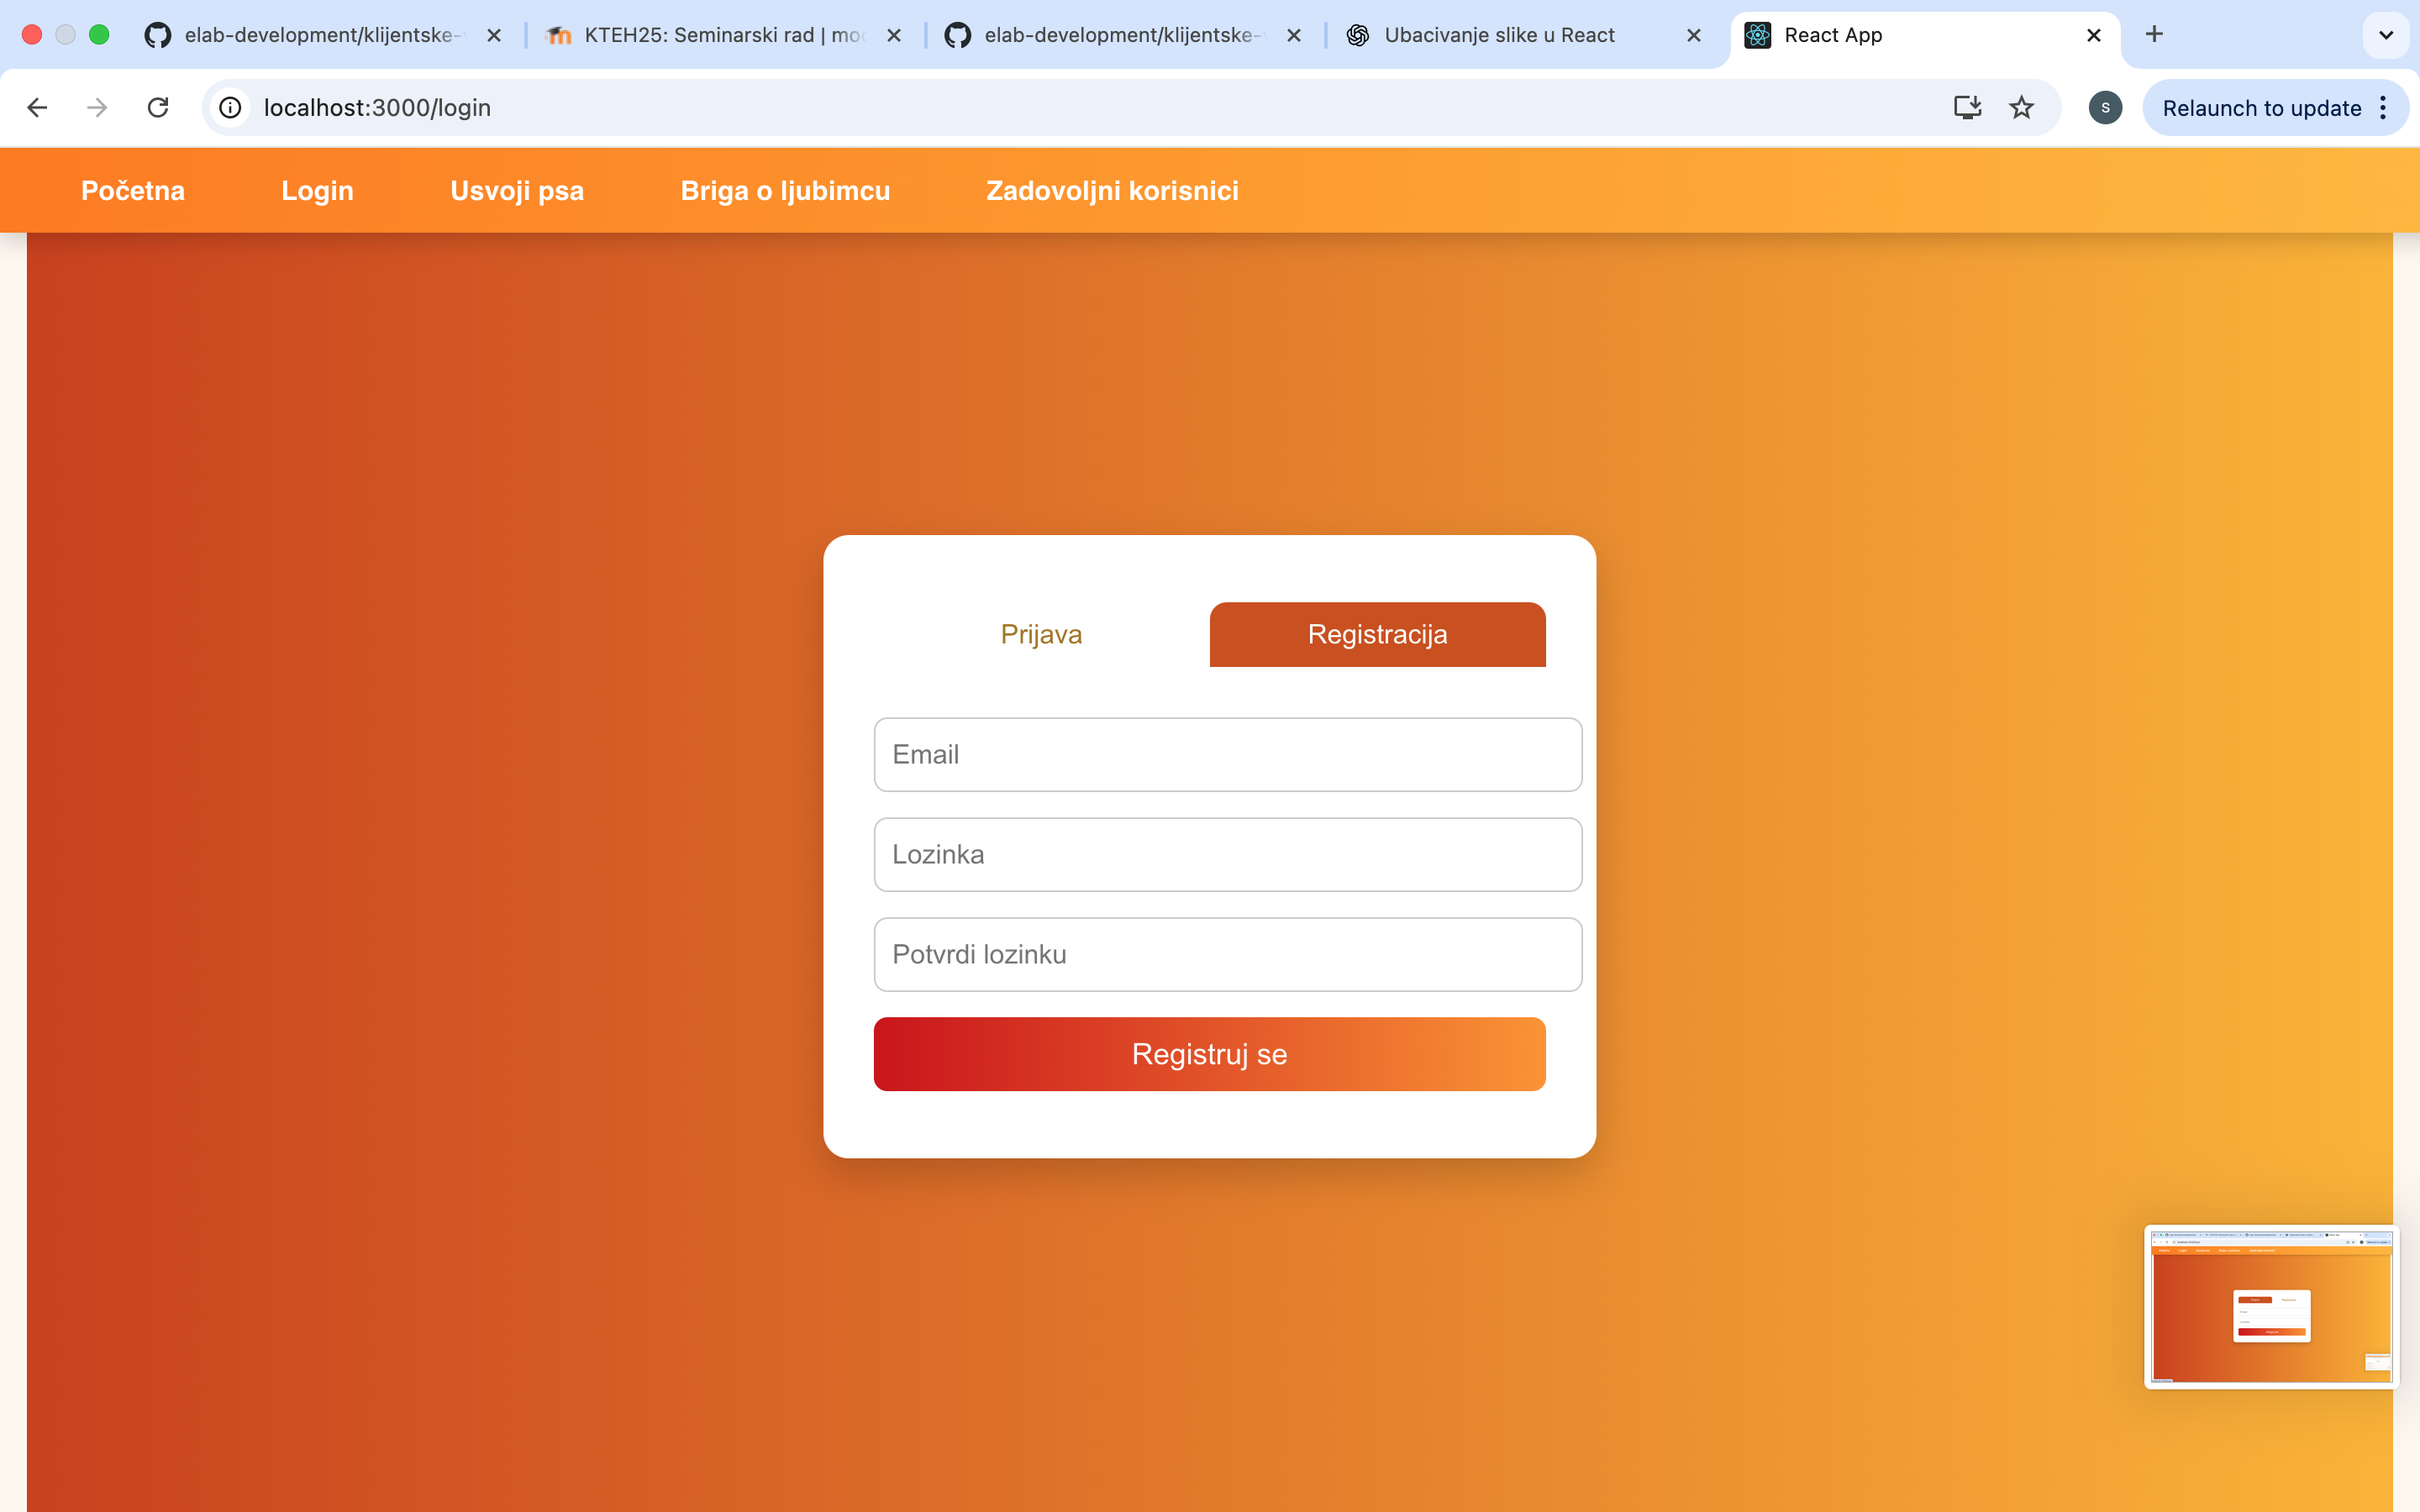 elab-development/klijentske-
KTEH25: Seminarski rad | moo
elab-development/klijentske-
Ubacivanje slike u React
React App
localhost:3000/login
S
Relaunch to update
Početna
Login
Usvoji psa
Briga o ljubimcu
Zadovoljni korisnici
Prijava
Registracija
Email
Lozinka
Potvrdi lozinku
Registruj se